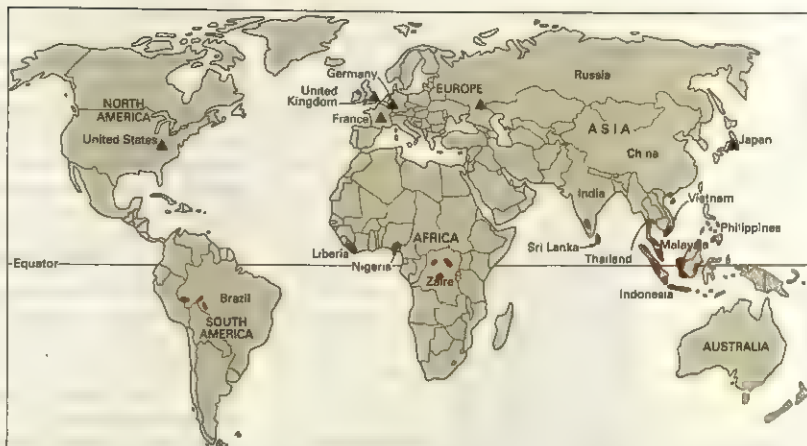 Germany
United
Kingdom
EUROPE
Russia
NORTH
AMERICA
France
ASIA
United States
Japan
China
India
Vietnam
AFRICA
Philippines
Liberia
Sri Lanka
Malaysia
Equator
Nigeria
Thailand
Zaire
Brazil
Indonesia
SOUTH
AMERICA
AUSTRALIA